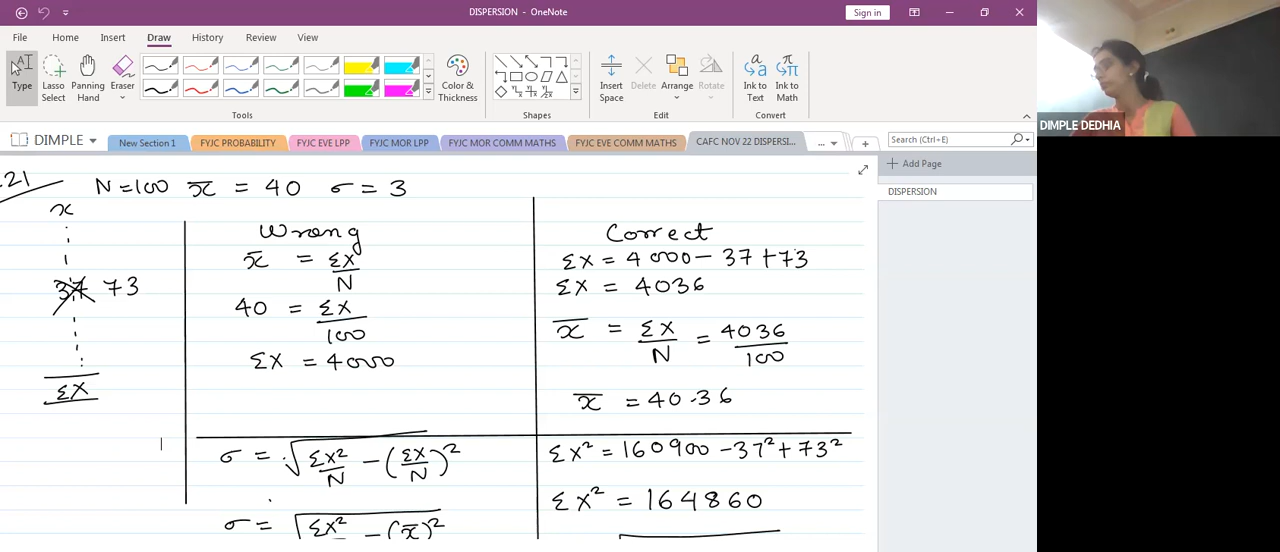 DISPERSION - OneNote
Sign in
File Home Insert Draw History Review View
Type
Lasso Select
Panning Hand
Eraser
Color & Thickness
Insert Space
Delete
Arrange
Rotate
Ink to Text
Ink to Math
Tools
Shapes
Edit
Convert
DIMPLE DEDHIA
DIMPLE
New Section 1
FYJC PROBABILITY
FYJC EVE LPP
FYJC MOR LPP
FYJC MOR COMM MATHS
FYJC EVE COMM MATHS
CAFC NOV 22 DISPERSI...
...
Search (Ctrl+E)
Add Page
DISPERSION
21
N=100 x̅ = 40 σ = 3
x
37 73
ΣX
Wrong
x̅ = ΣX/N
40 = ΣX/100
ΣX = 4000
Correct
ΣX = 4000 - 37 + 73
ΣX = 4036
x̅ = ΣX/N = 4036/100
x̅ = 40.36
σ = √(ΣX²/N - (ΣX/N)²)
ΣX² = 160900 - 37² + 73²
ΣX² = 164860
σ = √ΣX² - (x̅)²